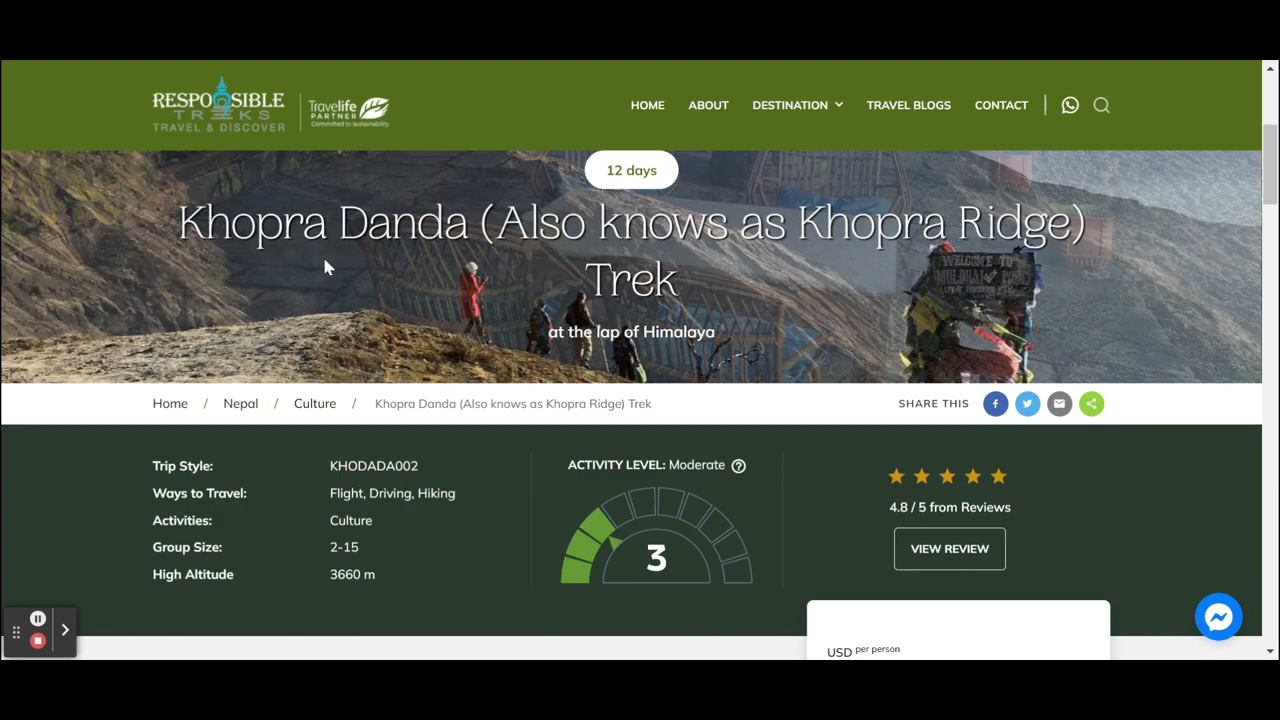 RESPONSIBLE
TREKS
TRAVEL & DISCOVER
Travelife
PARTNER
Committed to sustainability
HOME
ABOUT
DESTINATION
TRAVEL BLOGS
CONTACT
12 days
Khopra Danda (Also knows as Khopra Ridge)
Trek
at the lap of Himalaya
WELCOME TO
Home / Nepal / Culture / Khopra Danda (Also knows as Khopra Ridge) Trek
SHARE THIS
Trip Style: KHODADA002
Ways to Travel: Flight, Driving, Hiking
Activities: Culture
Group Size: 2-15
High Altitude 3660 m
ACTIVITY LEVEL: Moderate ?
3
4.8 / 5 from Reviews
VIEW REVIEW
USD per person